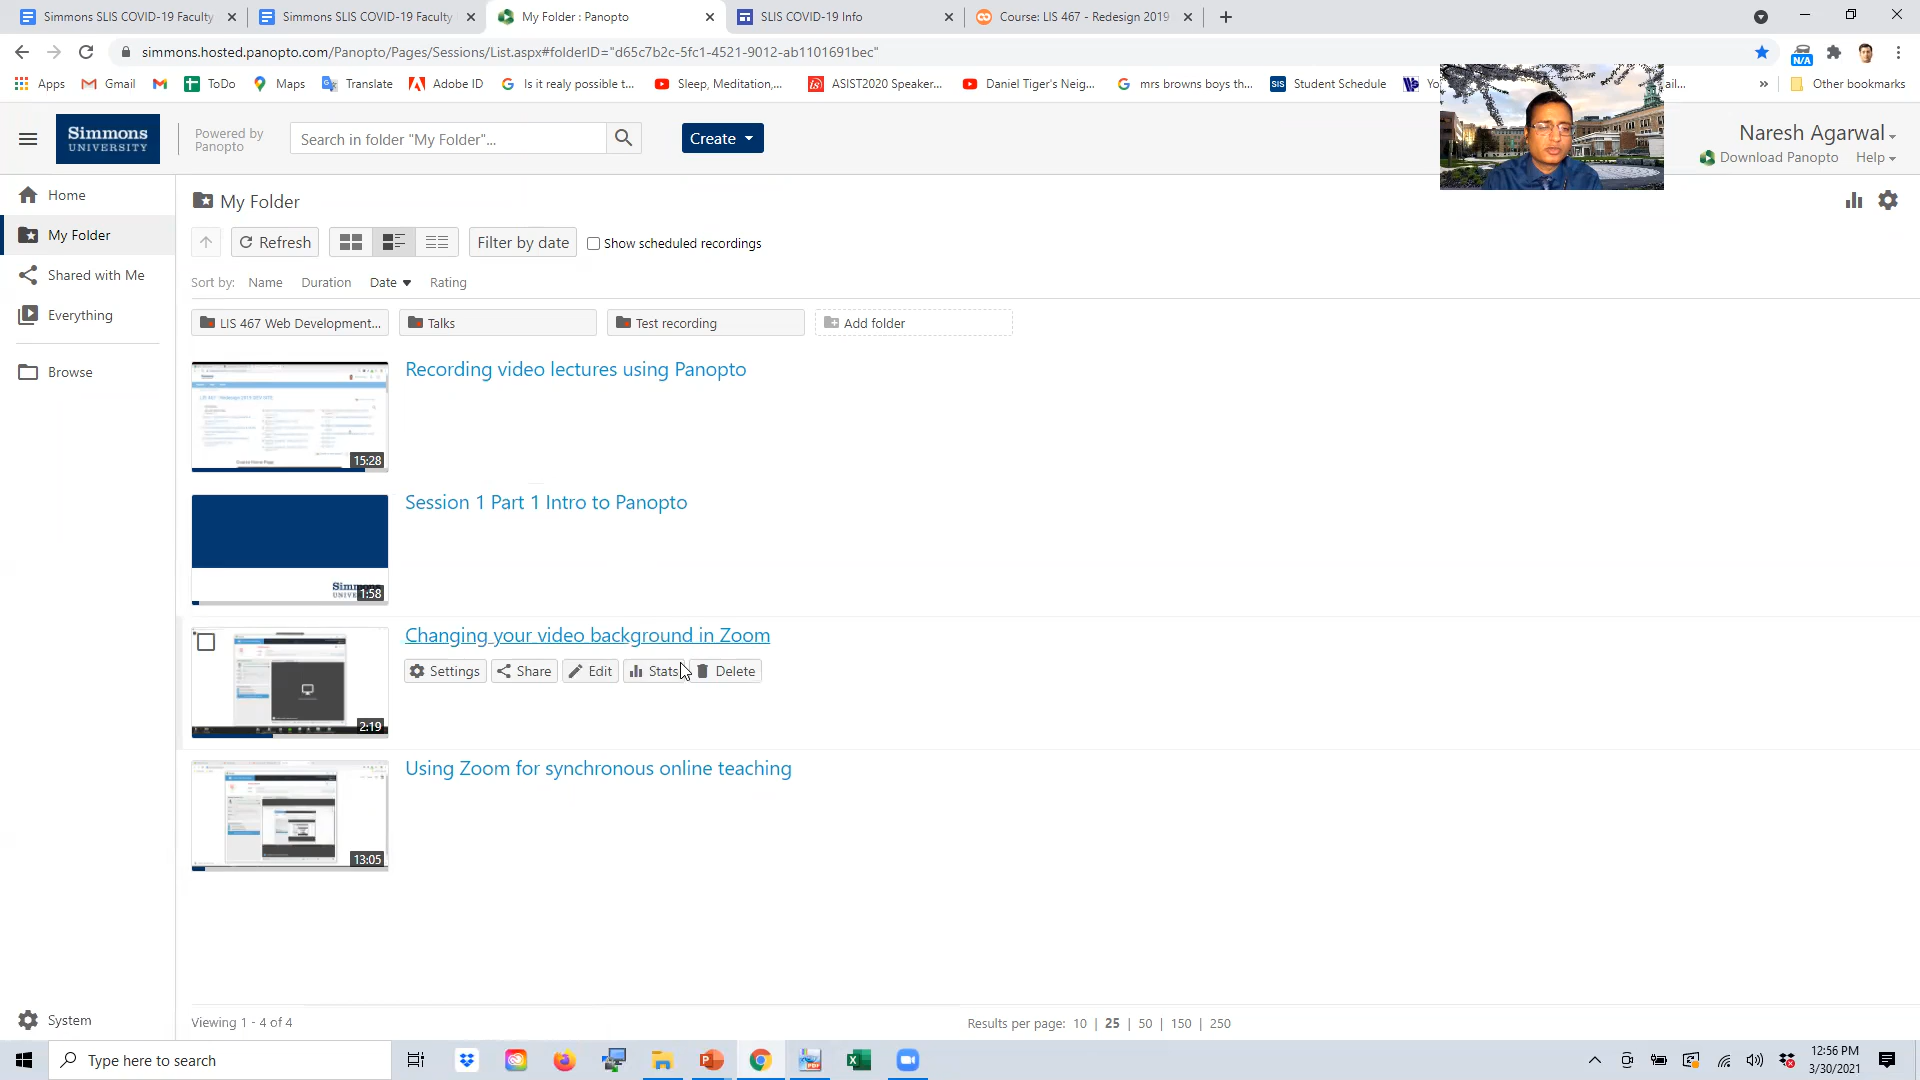 Simmons SLIS COVID-19 Faculty
Simmons SLIS COVID-19 Faculty
My Folder : Panopto
SLIS COVID-19 Info
Course: LIS 467 - Redesign 2019
simmons.hosted.panopto.com/Panopto/Pages/Sessions/List.aspx#folderID="d65c7b2c-5fc1-4521-9012-ab1101691bec"
N/A
Apps
Gmail
ToDo
Maps
Translate
Adobe ID
Is it realy possible t...
Sleep, Meditation,...
ASIST2020 Speaker...
Daniel Tiger's Neig...
mrs browns boys th...
SIS
Student Schedule
Yo
ail...
»
Other bookmarks
Simmons
UNIVERSITY
Powered by
Panopto
Search in folder "My Folder"...
Create
Naresh Agarwal
Download Panopto
Help
Home
My Folder
Shared with Me
Everything
Browse
System
My Folder
Refresh
Filter by date
Show scheduled recordings
Sort by: Name Duration Date Rating
LIS 467 Web Development...
Talks
Test recording
Add folder
15:28
Recording video lectures using Panopto
1:58
Session 1 Part 1 Intro to Panopto
Changing your video background in Zoom
Settings
Share
Edit
Stats
Delete
2:19
Using Zoom for synchronous online teaching
13:05
Viewing 1 - 4 of 4
Results per page: 10 | 25 | 50 | 150 | 250
Type here to search
12:56 PM
3/30/2021